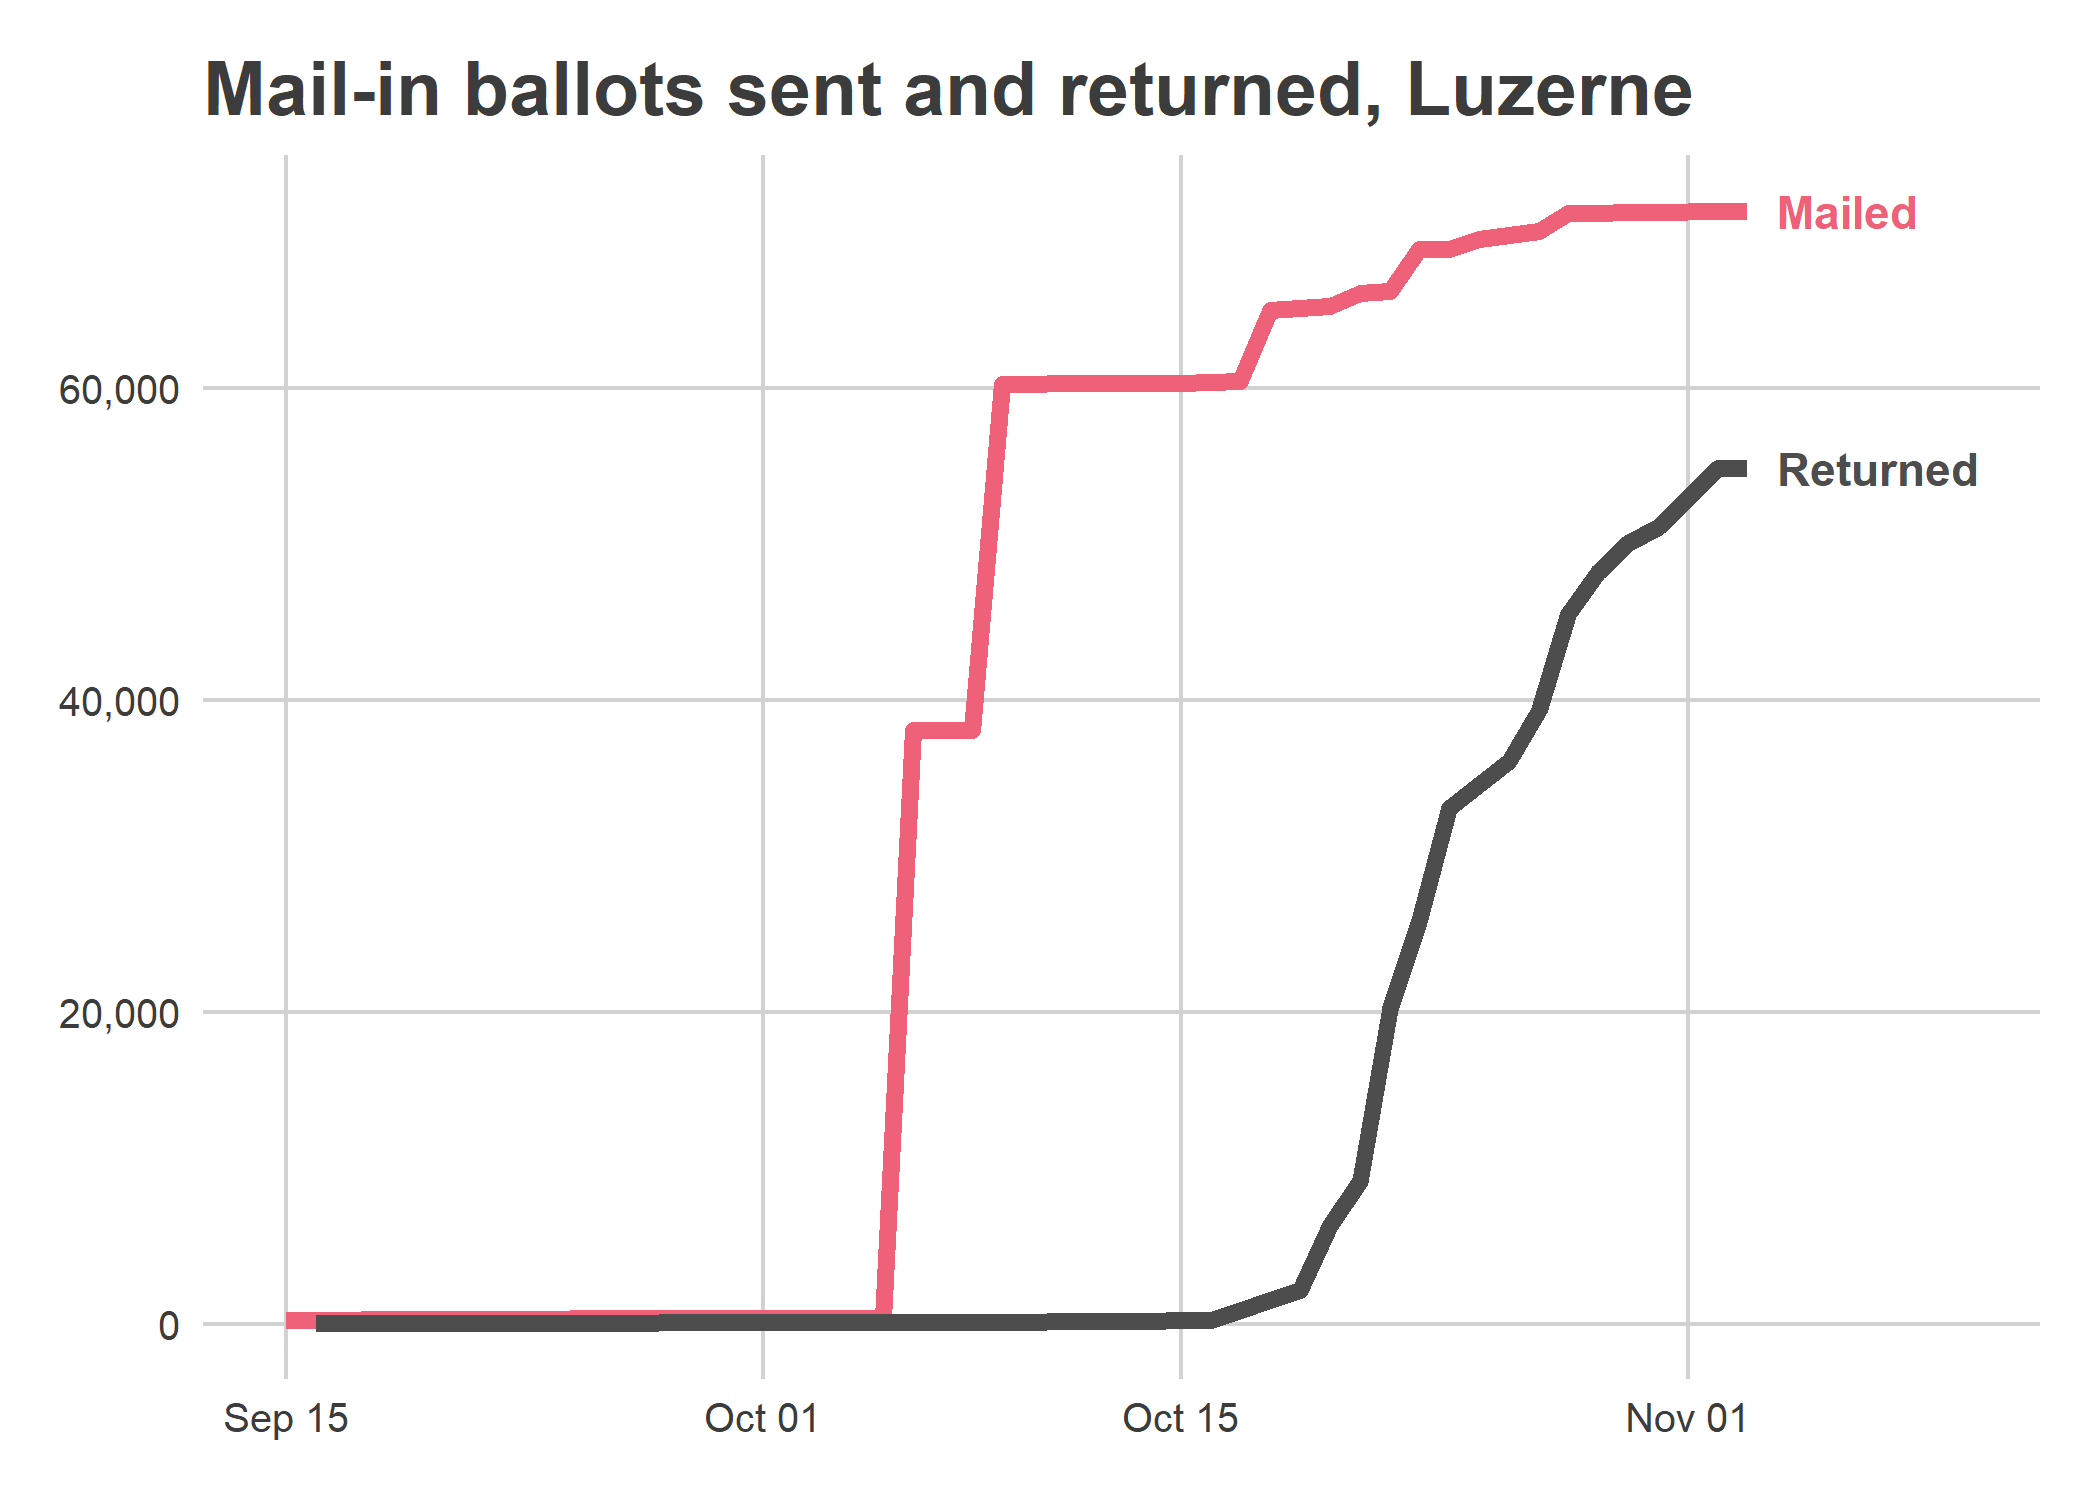 Mail-in ballots sent and returned, Luzerne
Mailed
60,000
Returned
40,000
20,000
0
Sep 15
Oct 01
Oct 15
Nov 01